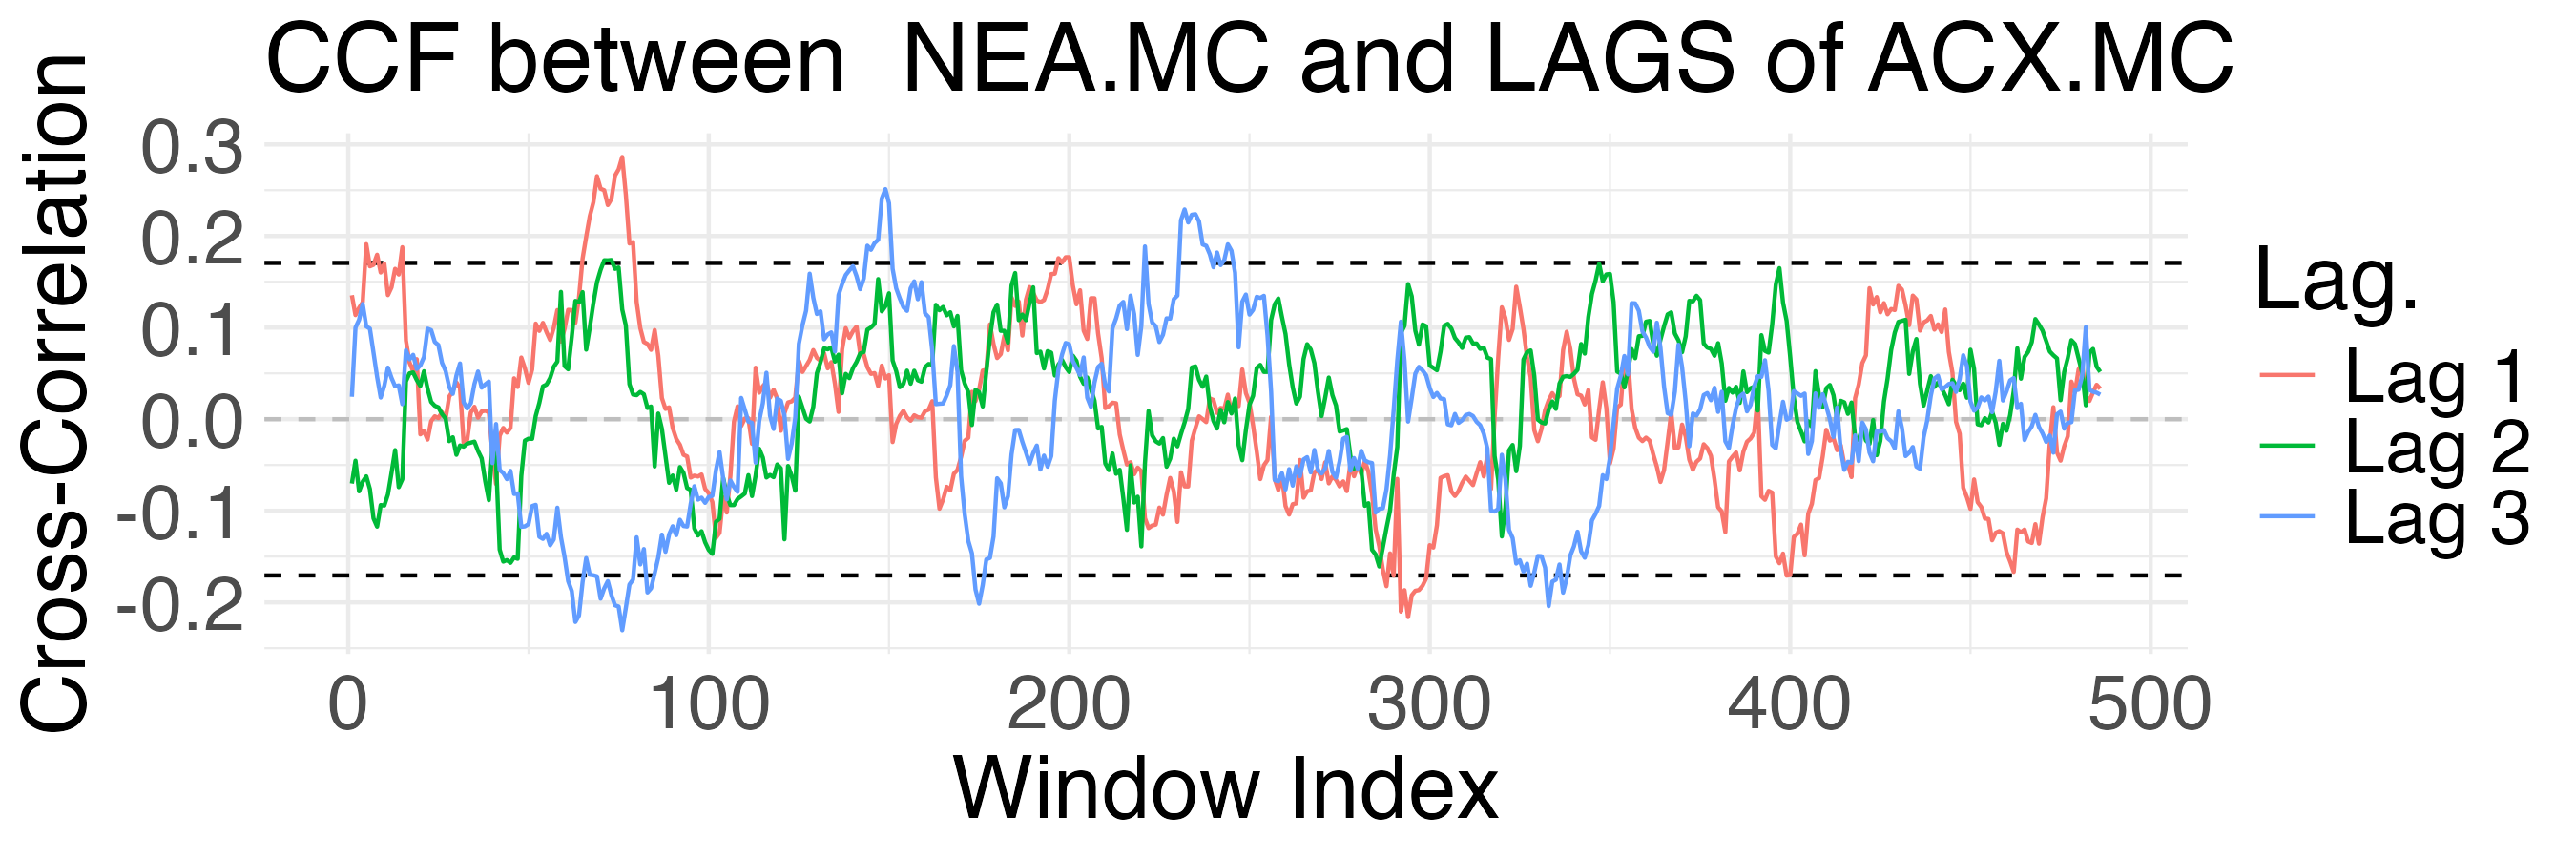 CCF between  NEA.MC and LAGS of ACX.MC
Cross-Correlation
0.3
0.2
0.1
0.0
-0.1
-0.2
0 100 200 300 400 500
Window Index
Lag.
Lag 1
Lag 2
Lag 3